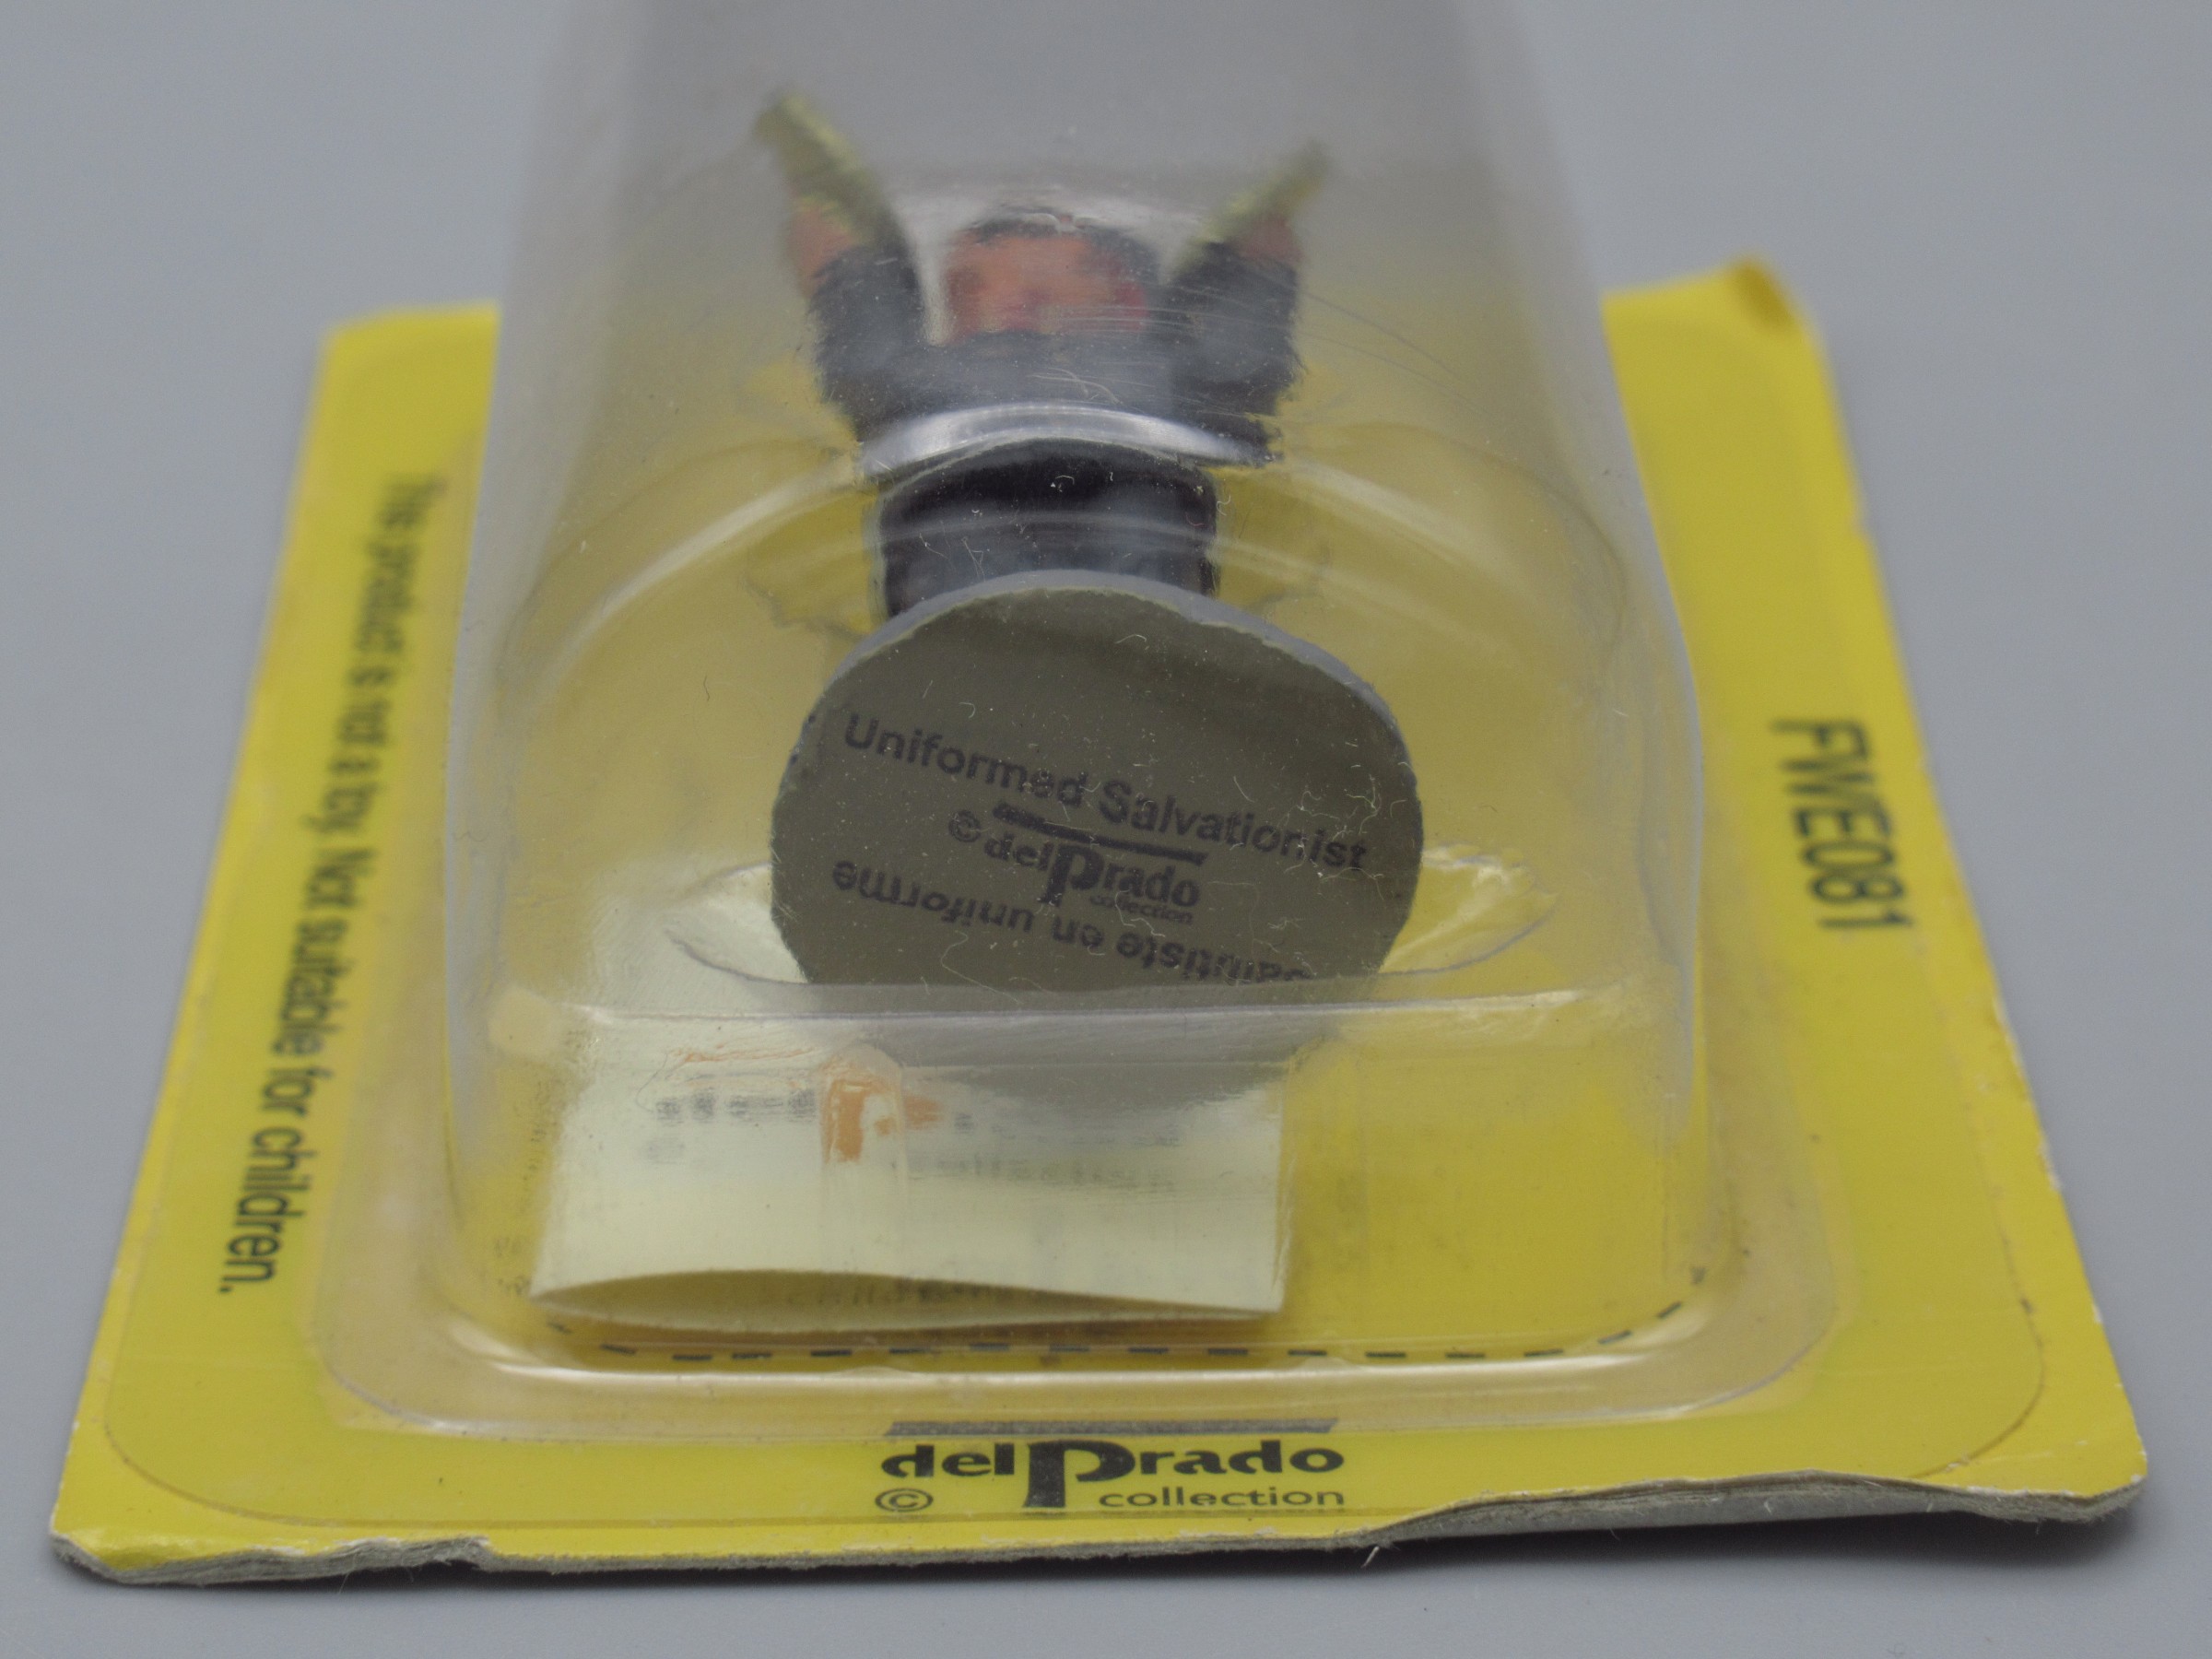 This product is not a toy. Not suitable for children.
FWE081
Uniformed Salvationist
© del Prado
collection
salutiste en uniforme
del Prado
© collection